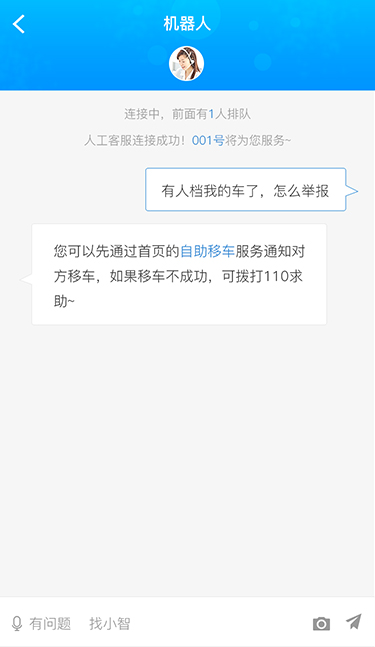 机器人
连接中，前面有1人排队
人工客服连接成功！001号将为您服务~
有人档我的车了，怎么举报
您可以先通过首页的自助移车服务通知对
方移车，如果移车不成功，可拨打110求
助~
有问题 找小智